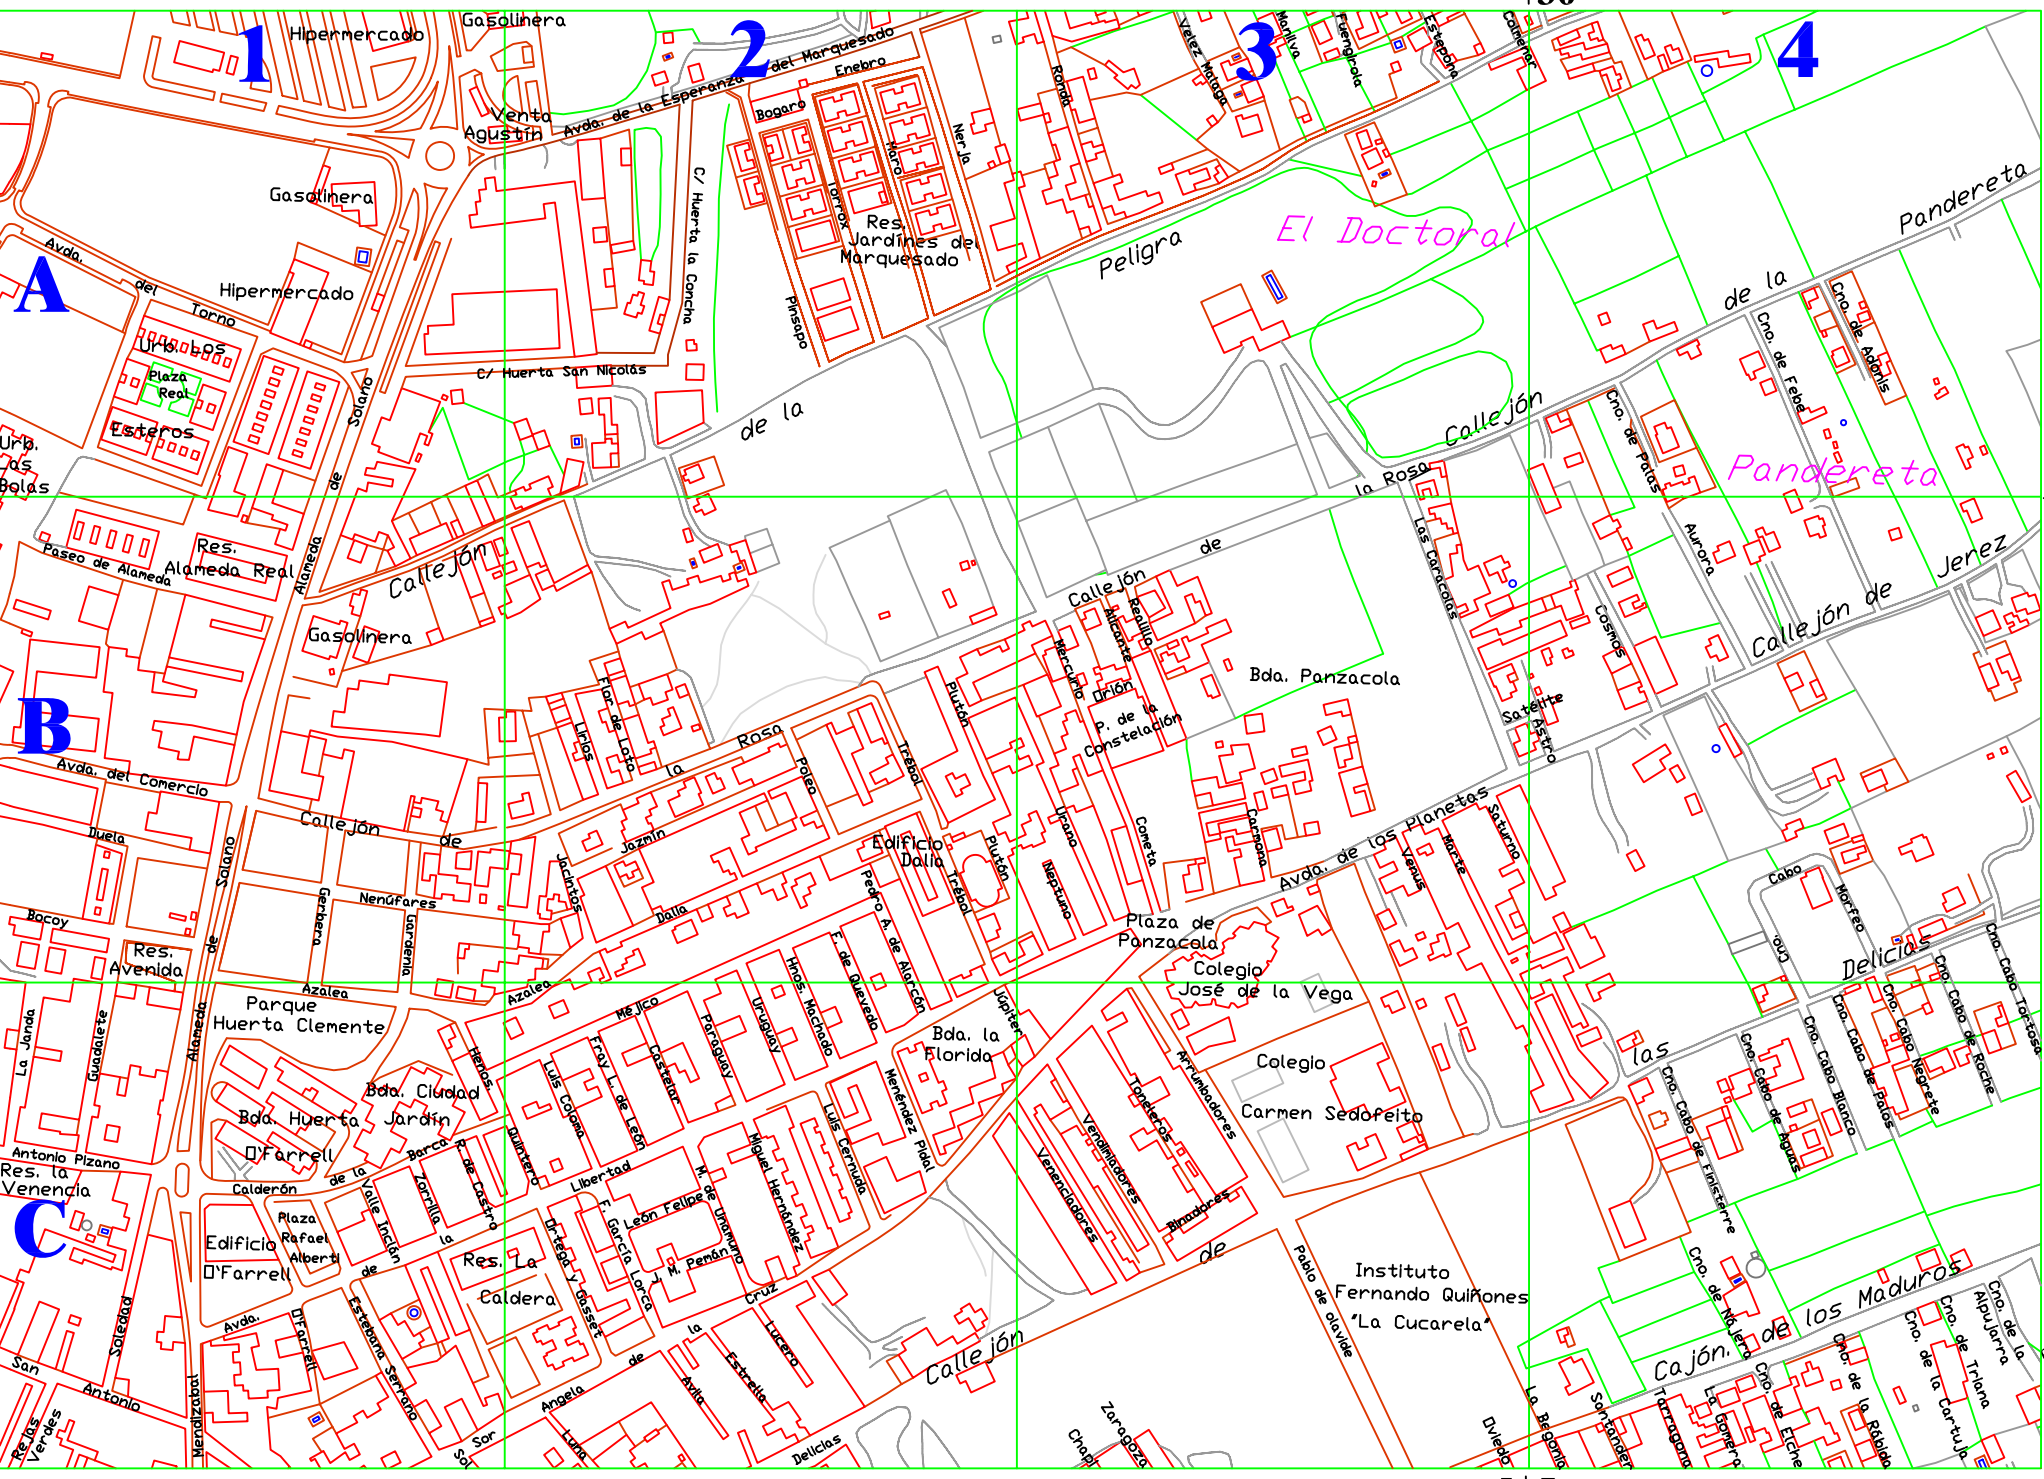 1
2
3
4
A
B
C
Hipermercado
Gasolinera
Venta
Agustín
Avda. de la Esperanza
del Marquesado
Enebro
Bogaro
Nerja
Maro
Torrox
Pinsapo
Res.
Jardínes del
Marquesado
C/ Huerta la Concha
C/ Huerta San Nicolás
Ronda
Velez Malaga
Manilva
Fuengirola
Estepona
Colmenar
Gasolinera
Hipermercado
Avda.
del
Torno
Urb. Los
Plaza
Real
Esteros
Urb.
Las
Bolas
Solano
de
Alameda
Paseo de Alameda
Res.
Alameda Real
Callejón
de la
Peligra
El Doctoral
Pandereta
de la
Callejón
la Rosa
de
Callejón
Cno. de Febe
Cno. de Adonis
Cno. de Palas
Pandereta
Aurora
Cosmos
Las Caracolas
Callejón de Jerez
Gasolinera
Flor de Loto
Lirios
Rosa
la
Poleo
Trébol
Plutón
Mercurio
Alicante
Realillo
Orión
P. de la
Constelación
Bda. Panzacola
Satélite
Astro
Avda. del Comercio
Duela
Solano
Callejón
de
Jazmín
Jacintos
Nenúfares
Gerbera
Gardenia
Bocoy
Res.
Avenida
de
Dalia
Edificio
Dalia
Pedro A. de Alarcón
Trébol
Plutón
Neptuno
Urano
Cometa
Carmona
Avda. de los Planetas
Venus
Marte
Saturno
Plaza de
Panzacola
Colegio
José de la Vega
Cabo
Morfeo
Cno.
Delicias
Cno. Cabo Tortosa
Cno. Cabo de Roche
Cno. Cabo Negrete
Cno. Cabo de Palos
Cno. Cabo Blanco
Cno. Cabo de Aguas
Cno. Cabo de Finisterre
las
Azalea
Azalea
Parque
Huerta Clemente
Alameda
La Janda
Guadalete
Méjico
Hnos. Machado
F. de Quevedo
Uruguay
Paraguay
Castelar
Fray L. de León
Luis Coloma
Henos.
Quintero
Júpiter
Bda. la
Florida
Bda. Ciudad
Jardín
Bda. Huerta
O'Farrell
Antonio Pizano
Res. la
Venencia
Calderón
de la
Barca
R. de Castro
Zorrilla
Valle Inclán
la
de
Libertad
León Felipe
M. de Unamuno
Miguel Hernández
Luis Cernuda
Menéndez Pidal
F. García Lorca
J. M. Pemán
Ortega y Gasset
Toneleros
Arrumbadores
Vendimiadores
Venenciadores
Binadores
Colegio
Carmen Sedofeito
de
Plaza
Rafael
Alberti
Edificio
O'Farrell
Res. La
Caldera
Cruz
la
de
Angela
Sor
Sol
Luna
Avila
Estrella
Lucero
Delicias
Callejón
Pablo de olavide
Instituto
Fernando Quiñones
"La Cucarela"
Avda.
O'Farrell
Estebana Serrano
Soledad
San
Antonio
Rejas
Verdes
Mendizabal
Zaragoza
Chapi
Oviedo
La Begonia
Santander
Tarragona
La Gomera
Cno. de Elche
Cno. de Nájera
Cajón. de los Maduros
Cno. de la Rábida
Cno. de la Cartuja
Cno. de Triana
Cno. de la
Alpujarra